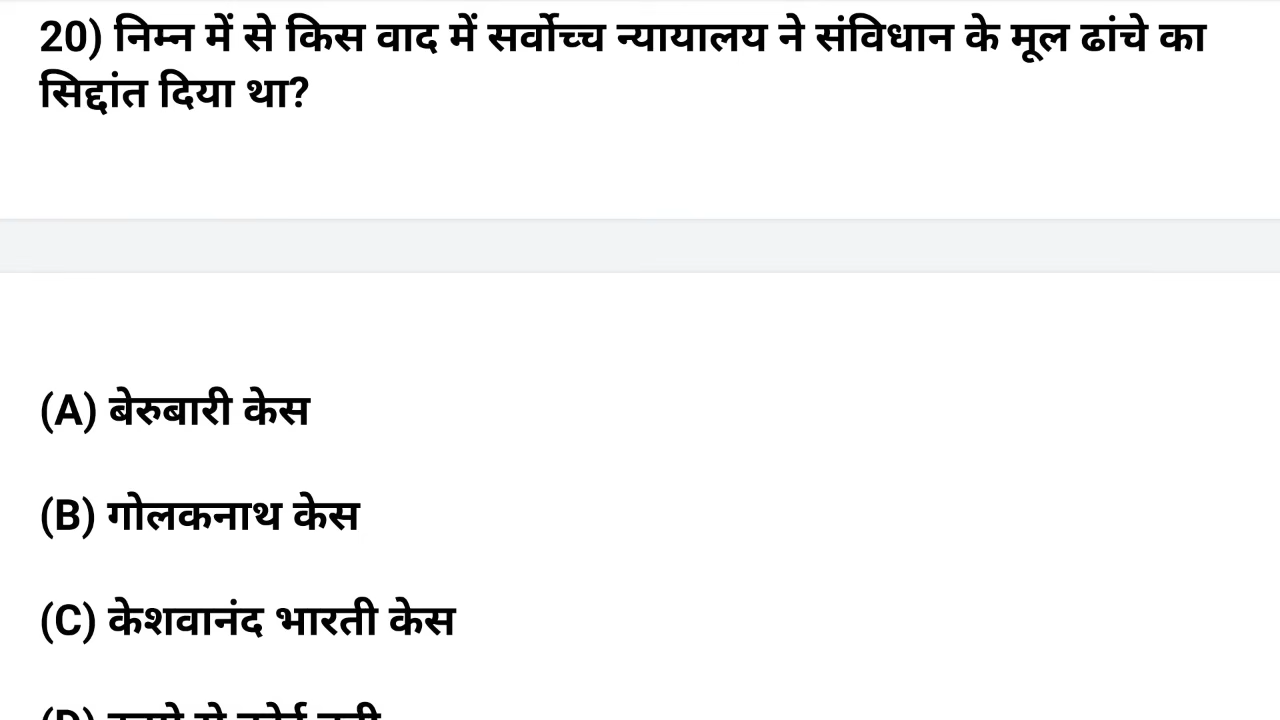 20) निम्न में से किस वाद में सर्वोच्च न्यायालय ने संविधान के मूल ढांचे का
सिद्दांत दिया था?
(A) बेरुबारी केस
(B) गोलकनाथ केस
(C) केशवानंद भारती केस
(D)